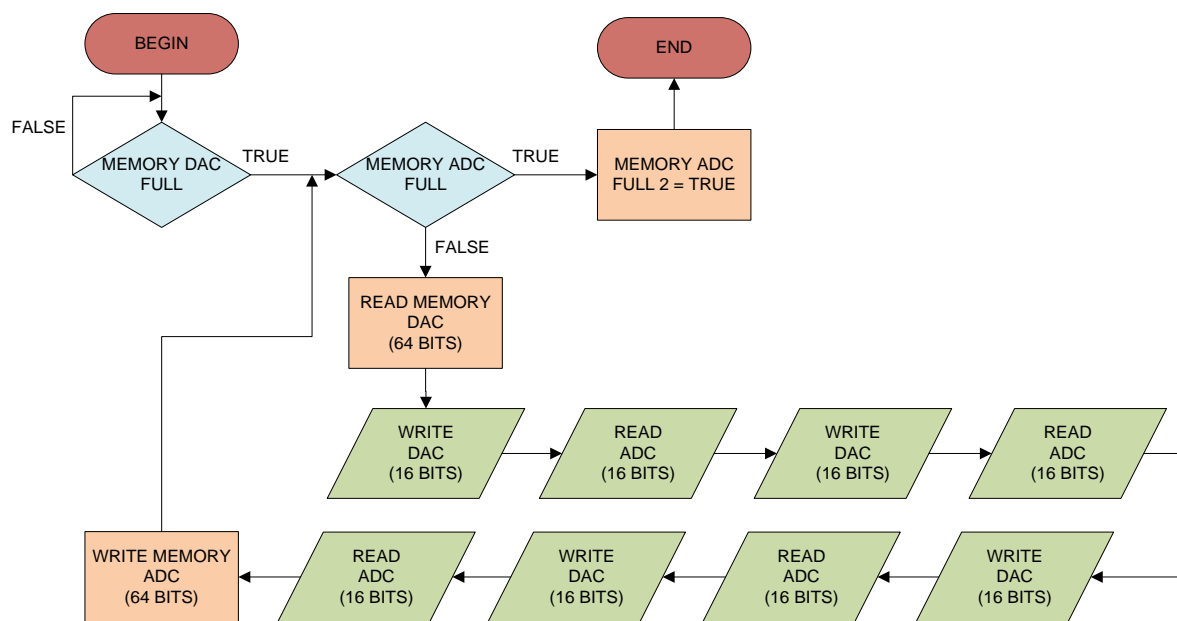 BEGIN
END
FALSE
MEMORY DAC
FULL
TRUE
MEMORY ADC
FULL
TRUE
MEMORY ADC
FULL 2 = TRUE
FALSE
READ MEMORY
DAC
(64 BITS)
WRITE
DAC
(16 BITS)
READ
ADC
(16 BITS)
WRITE
DAC
(16 BITS)
READ
ADC
(16 BITS)
WRITE MEMORY
ADC
(64 BITS)
READ
ADC
(16 BITS)
WRITE
DAC
(16 BITS)
READ
ADC
(16 BITS)
WRITE
DAC
(16 BITS)